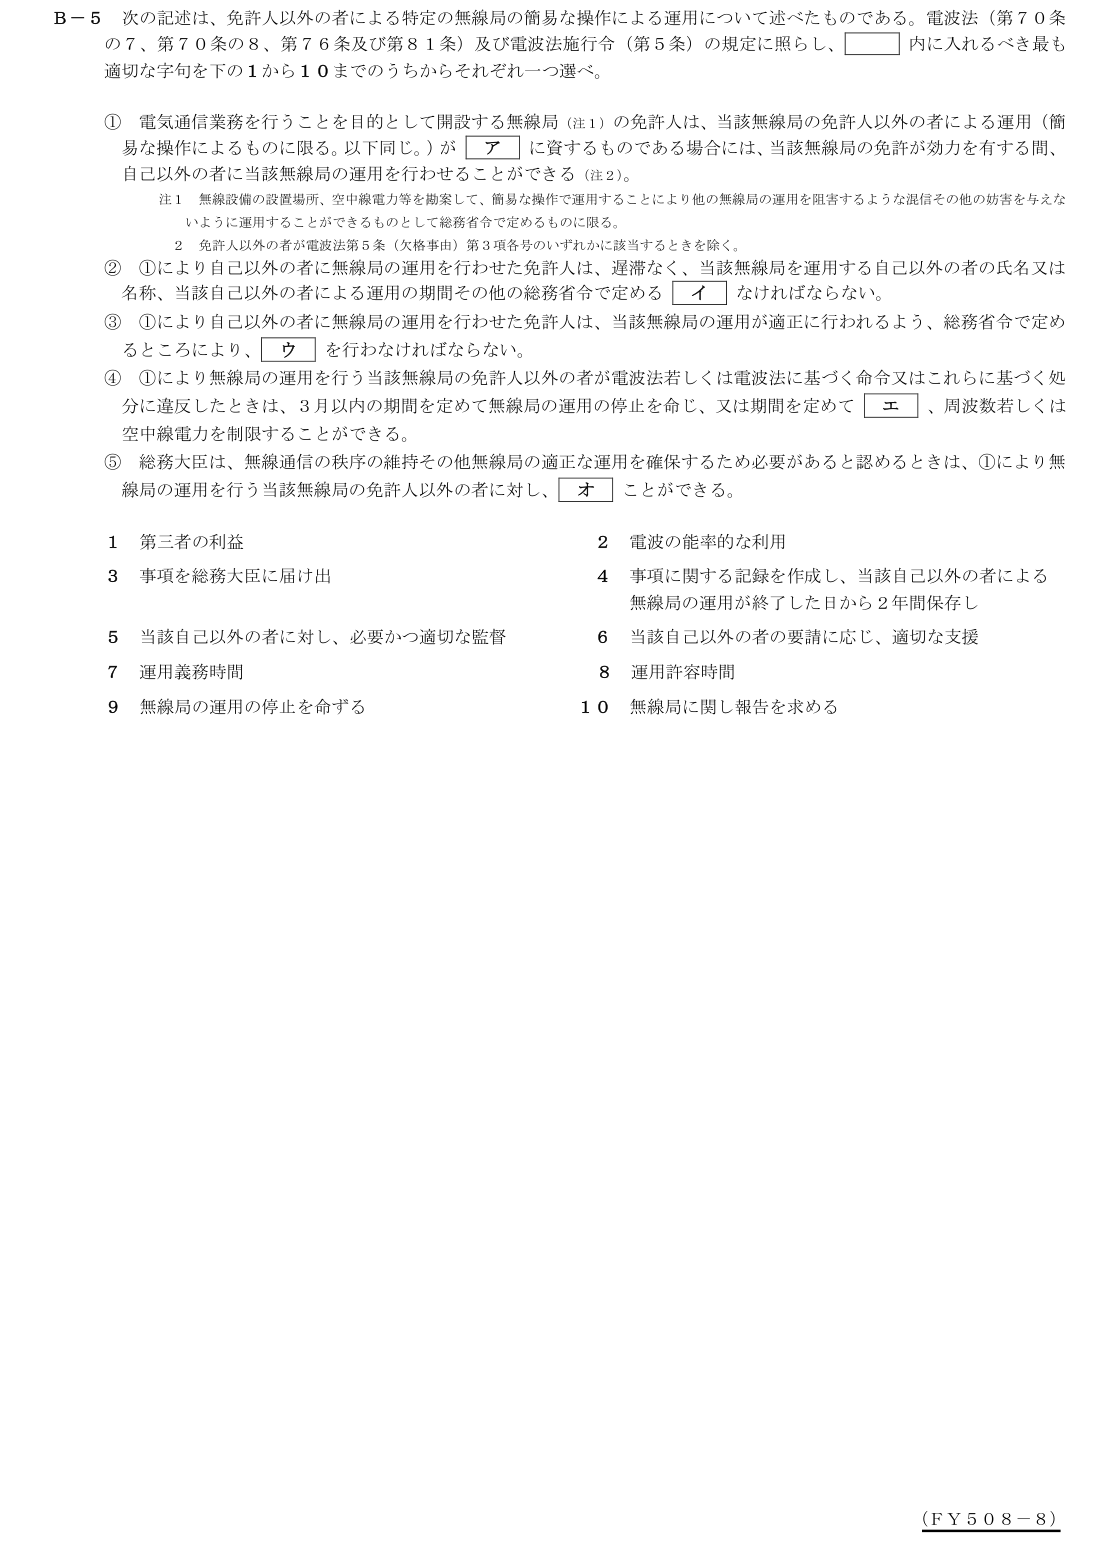 Ｂ－５　次の記述は、免許人以外の者による特定の無線局の簡易な操作による運用について述べたものである。電波法（第７０条
の７、第７０条の８、第７６条及び第８１条）及び電波法施行令（第５条）の規定に照らし、　　　内に入れるべき最も
適切な字句を下の１から１０までのうちからそれぞれ一つ選べ。
①　電気通信業務を行うことを目的として開設する無線局（注１）の免許人は、当該無線局の免許人以外の者による運用（簡
易な操作によるものに限る。以下同じ。）が　ア　に資するものである場合には、当該無線局の免許が効力を有する間、
自己以外の者に当該無線局の運用を行わせることができる（注２）。
注１　無線設備の設置場所、空中線電力等を勘案して、簡易な操作で運用することにより他の無線局の運用を阻害するような混信その他の妨害を与えな
いように運用することができるものとして総務省令で定めるものに限る。
２　免許人以外の者が電波法第５条（欠格事由）第３項各号のいずれかに該当するときを除く。
②　①により自己以外の者に無線局の運用を行わせた免許人は、遅滞なく、当該無線局を運用する自己以外の者の氏名又は
名称、当該自己以外の者による運用の期間その他の総務省令で定める　イ　なければならない。
③　①により自己以外の者に無線局の運用を行わせた免許人は、当該無線局の運用が適正に行われるよう、総務省令で定め
るところにより、　ウ　を行わなければならない。
④　①により無線局の運用を行う当該無線局の免許人以外の者が電波法若しくは電波法に基づく命令又はこれらに基づく処
分に違反したときは、３月以内の期間を定めて無線局の運用の停止を命じ、又は期間を定めて　エ　、周波数若しくは
空中線電力を制限することができる。
⑤　総務大臣は、無線通信の秩序の維持その他無線局の適正な運用を確保するため必要があると認めるときは、①により無
線局の運用を行う当該無線局の免許人以外の者に対し、　オ　ことができる。
１　第三者の利益　２　電波の能率的な利用
３　事項を総務大臣に届け出　４　事項に関する記録を作成し、当該自己以外の者による
無線局の運用が終了した日から２年間保存し
５　当該自己以外の者に対し、必要かつ適切な監督　６　当該自己以外の者の要請に応じ、適切な支援
７　運用義務時間　８　運用許容時間
９　無線局の運用の停止を命ずる　１０　無線局に関し報告を求める
（ＦＹ５０８－８）